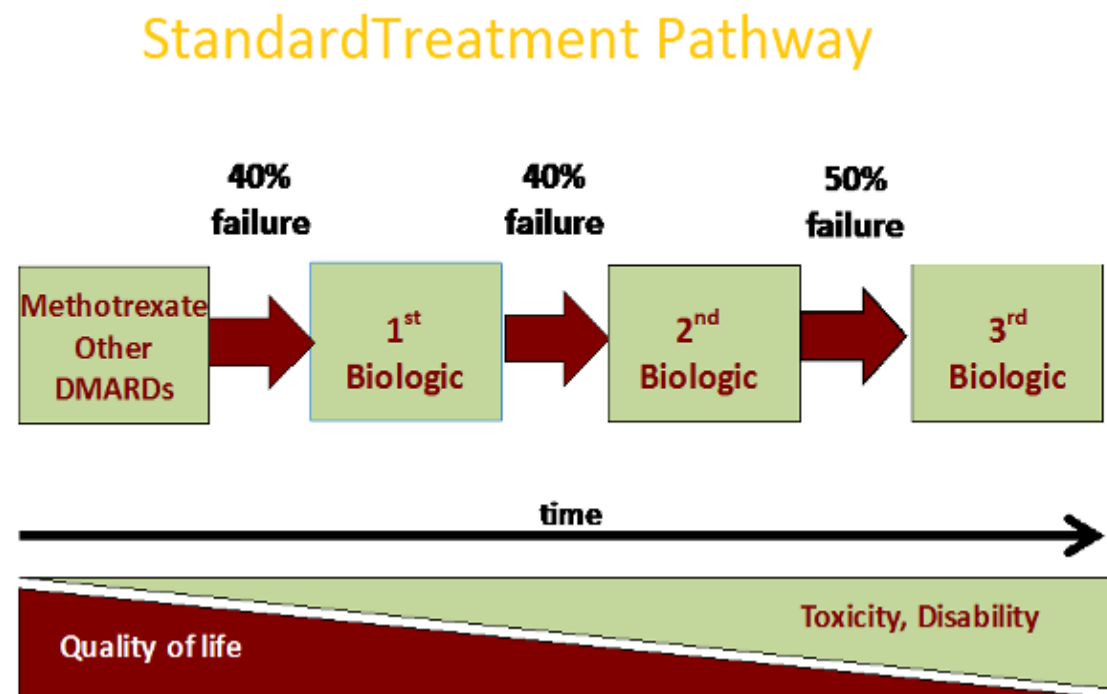 StandardTreatment Pathway
40%
failure
40%
failure
50%
failure
Methotrexate
Other
DMARDs
1st
Biologic
2nd
Biologic
3rd
Biologic
time
Quality of life
Toxicity, Disability